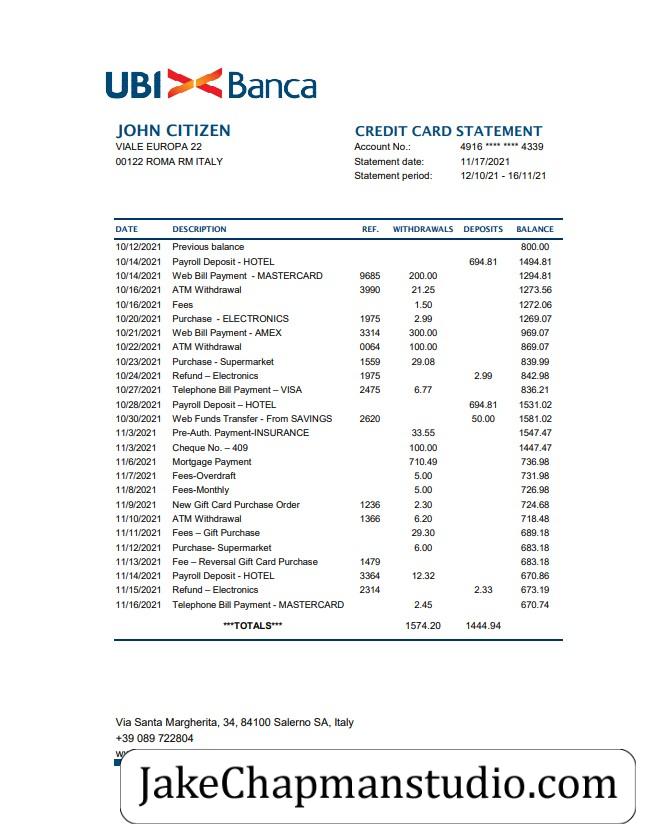 UBI Banca
JOHN CITIZEN
VIALE EUROPA 22
00122 ROMA RM ITALY
CREDIT CARD STATEMENT
Account No.: 4916 **** **** 4339
Statement date: 11/17/2021
Statement period: 12/10/21 - 16/11/21
DATE DESCRIPTION REF. WITHDRAWALS DEPOSITS BALANCE
10/12/2021 Previous balance 800.00
10/14/2021 Payroll Deposit - HOTEL 694.81 1494.81
10/14/2021 Web Bill Payment - MASTERCARD 9685 200.00 1294.81
10/16/2021 ATM Withdrawal 3990 21.25 1273.56
10/16/2021 Fees 1.50 1272.06
10/20/2021 Purchase - ELECTRONICS 1975 2.99 1269.07
10/21/2021 Web Bill Payment - AMEX 3314 300.00 969.07
10/22/2021 ATM Withdrawal 0064 100.00 869.07
10/23/2021 Purchase - Supermarket 1559 29.08 839.99
10/24/2021 Refund – Electronics 1975 2.99 842.98
10/27/2021 Telephone Bill Payment – VISA 2475 6.77 836.21
10/28/2021 Payroll Deposit – HOTEL 694.81 1531.02
10/30/2021 Web Funds Transfer - From SAVINGS 2620 50.00 1581.02
11/3/2021 Pre-Auth. Payment-INSURANCE 33.55 1547.47
11/3/2021 Cheque No. – 409 100.00 1447.47
11/6/2021 Mortgage Payment 710.49 736.98
11/7/2021 Fees-Overdraft 5.00 731.98
11/8/2021 Fees-Monthly 5.00 726.98
11/9/2021 New Gift Card Purchase Order 1236 2.30 724.68
11/10/2021 ATM Withdrawal 1366 6.20 718.48
11/11/2021 Fees – Gift Purchase 29.30 689.18
11/12/2021 Purchase- Supermarket 6.00 683.18
11/13/2021 Fee – Reversal Gift Card Purchase 1479 683.18
11/14/2021 Payroll Deposit - HOTEL 3364 12.32 670.86
11/15/2021 Refund – Electronics 2314 2.33 673.19
11/16/2021 Telephone Bill Payment - MASTERCARD 2.45 670.74
***TOTALS*** 1574.20 1444.94
Via Santa Margherita, 34, 84100 Salerno SA, Italy
+39 089 722804
JakeChapmanstudio.com